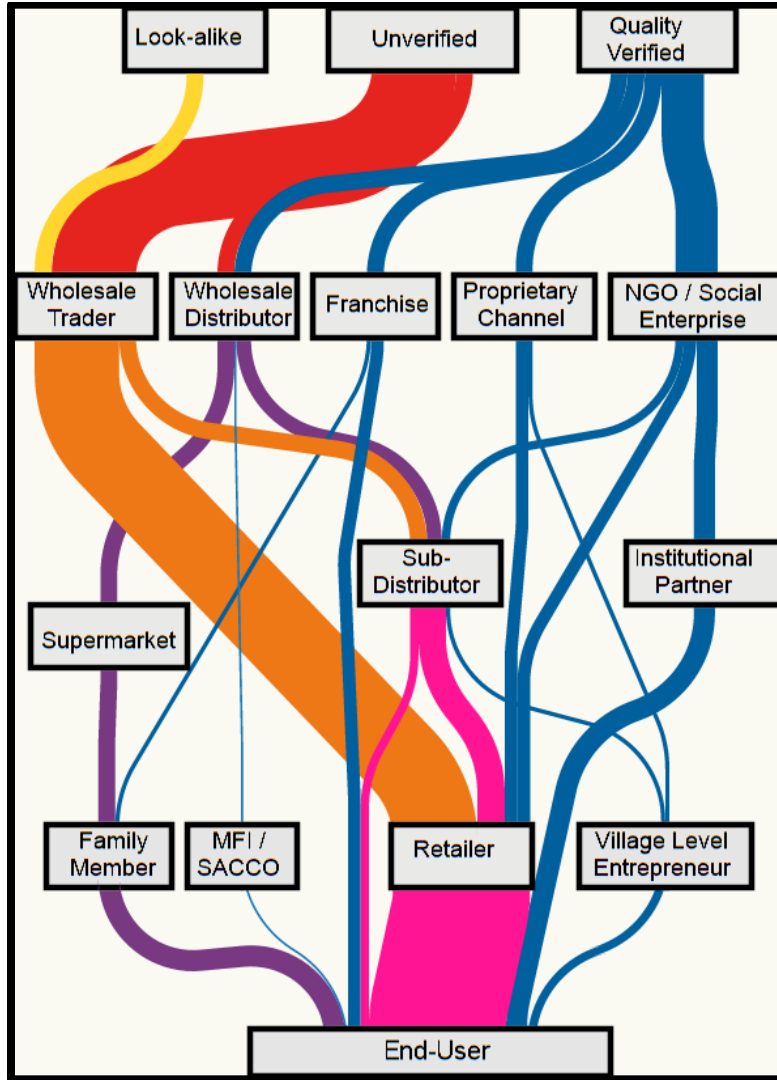 Look-alike
Unverified
Quality
Verified
Wholesale
Trader
Wholesale
Distributor
Franchise
Proprietary
Channel
NGO / Social
Enterprise
Sub-
Distributor
Institutional
Partner
Supermarket
Family
Member
MFI /
SACCO
Retailer
Village Level
Entrepreneur
End-User